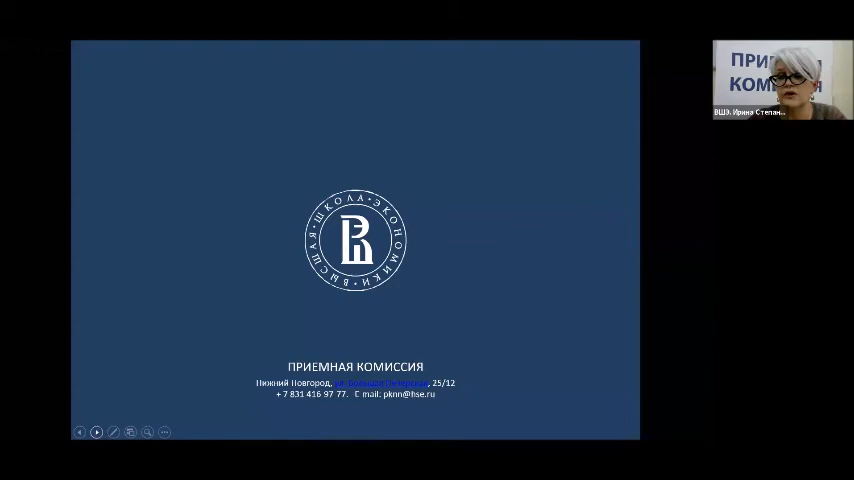 ВЫСШАЯ • ШКОЛА • ЭКОНОМИКИ •
ПРИЕМНАЯ КОМИССИЯ
Нижний Новгород, ул. Большая Печерская, 25/12
+ 7 831 416 97 77. E mail: pknn@hse.ru
ПРИ
КОМ
ВШЭ. Ирина Степан...